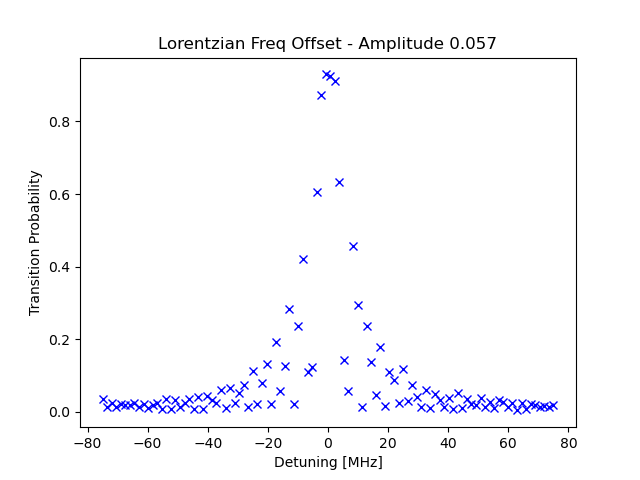 Lorentzian Freq Offset - Amplitude 0.057
Transition Probability
0.8
0.6
0.4
0.2
0.0
−80 −60 −40 −20 0 20 40 60 80
Detuning [MHz]